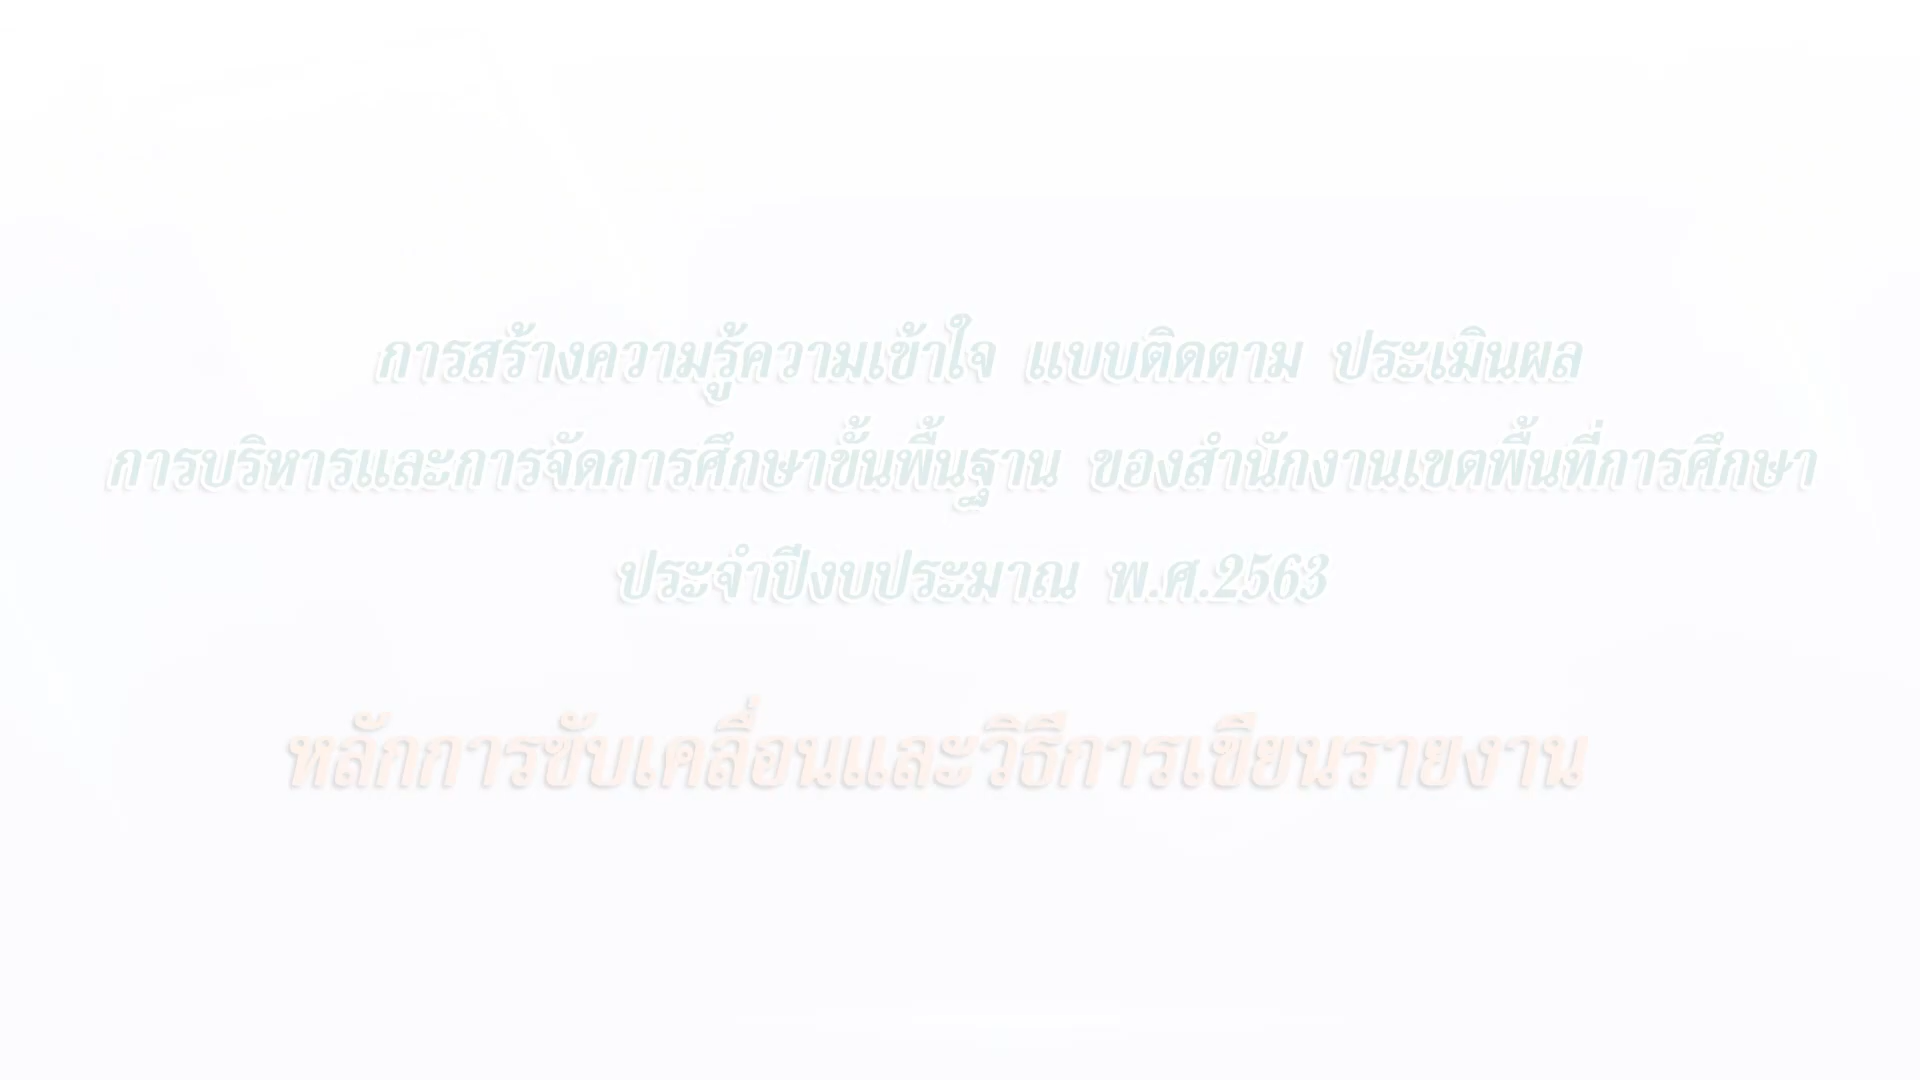 การสร้างความรู้ความเข้าใจ แบบติดตาม ประเมินผล
การบริหารและการจัดการศึกษาขั้นพื้นฐาน ของสำนักงานเขตพื้นที่การศึกษา
ประจำปีงบประมาณ พ.ศ.2563
หลักการขับเคลื่อนและวิธีการเขียนรายงาน